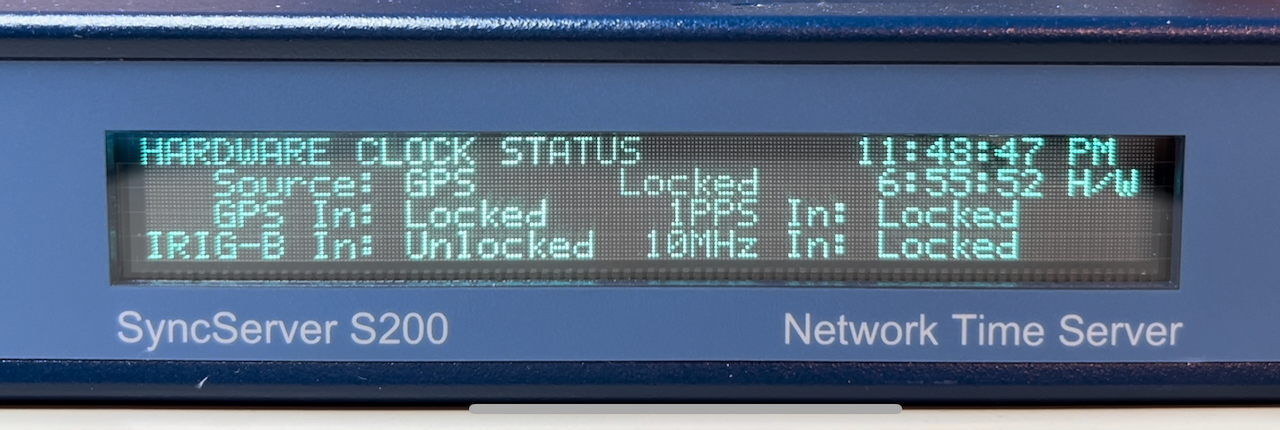 HARDWARE CLOCK STATUS 11:48:47 PM
Source: GPS Locked 6:55:52 H/W
GPS In: Locked 1PPS In: Locked
IRIG-B In: Unlocked 10MHz In: Locked
SyncServer S200 Network Time Server